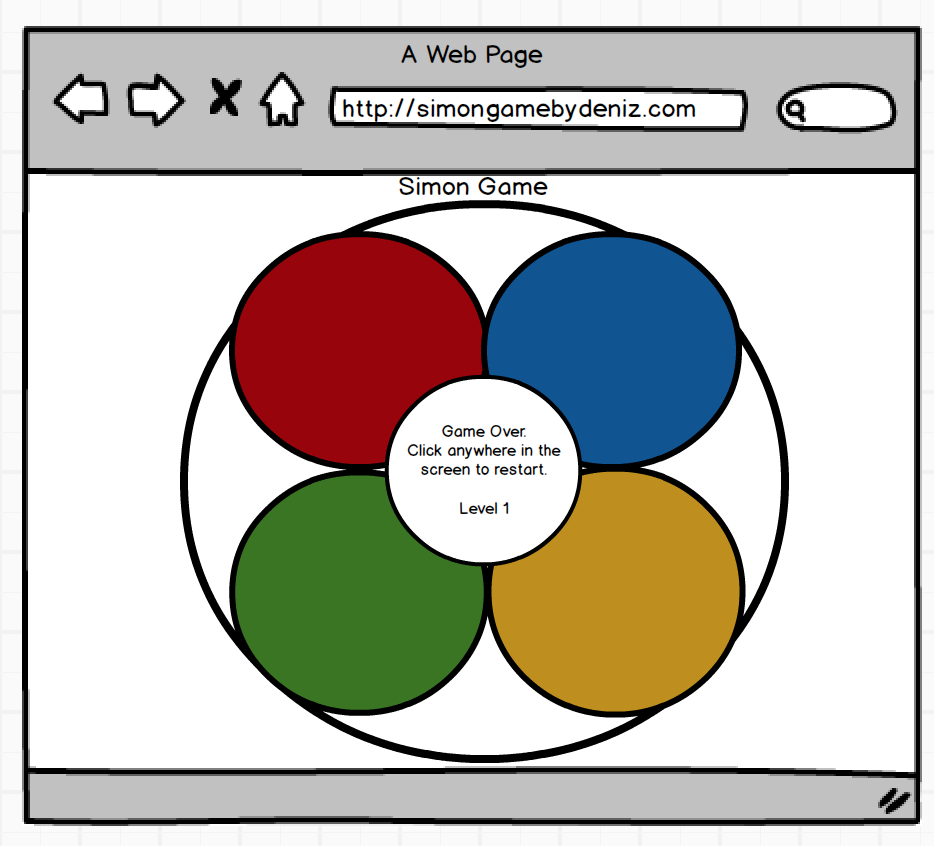 A Web Page
http://simongamebydeniz.com
Simon Game
Game Over.
Click anywhere in the
screen to restart.
Level 1